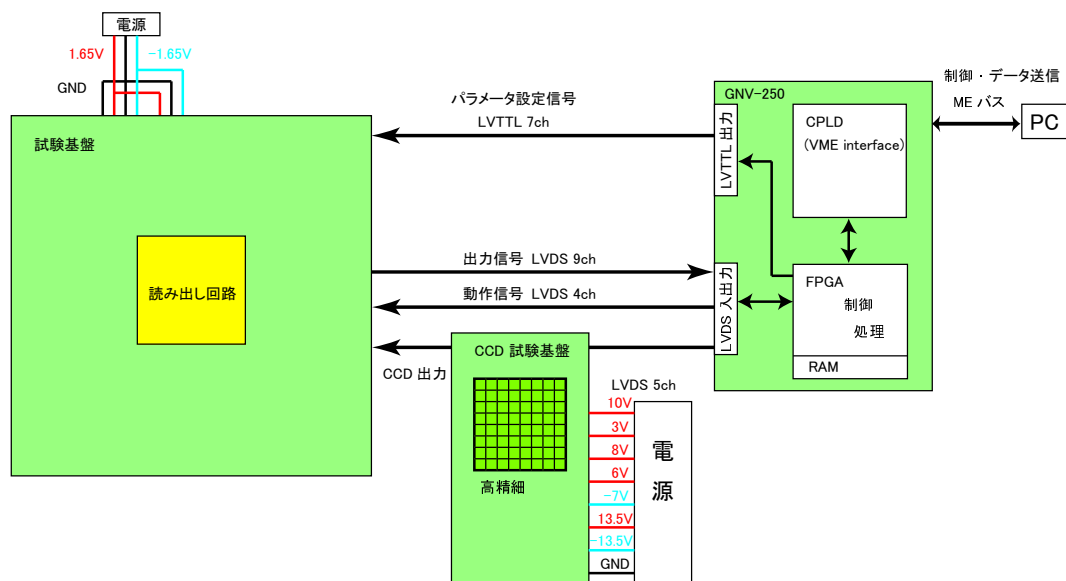 電源
1.65V
-1.65V
GND
試験基盤
読み出し回路
パラメータ設定信号
LVTTL 7ch
出力信号 LVDS 9ch
動作信号 LVDS 4ch
CCD 出力
CCD 試験基盤
高精細
LVDS 5ch
10V
3V
8V
6V
-7V
13.5V
-13.5V
GND
電
源
GNV-250
LVTTL 出力
LVDS 入出力
CPLD
(VME interface)
FPGA
制御
処理
RAM
制御・データ送信
ME バス
PC